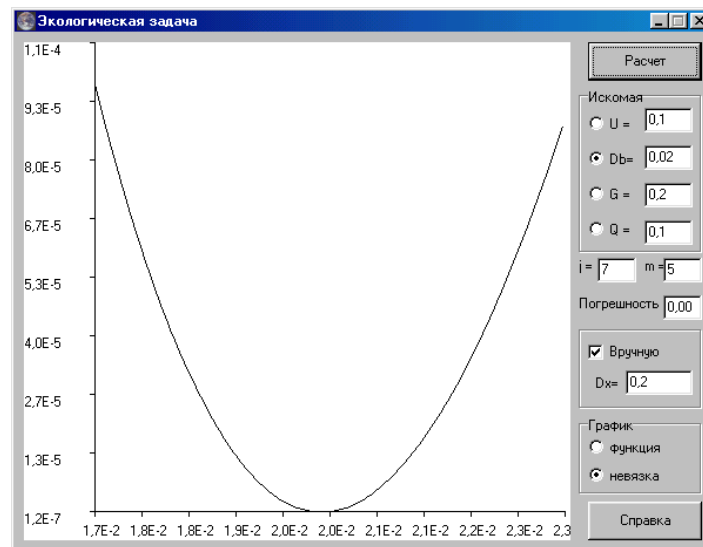 Экологическая задача
1,1E-4
9,3E-5
8,0E-5
6,7E-5
5,3E-5
4,0E-5
2,7E-5
1,3E-5
1,2E-7
1,7E-2 1,8E-2 1,8E-2 1,9E-2 2,0E-2 2,0E-2 2,1E-2 2,1E-2 2,2E-2 2,3E-2 2,3
Расчет
Искомая
U = 0,1
Db= 0,02
G = 0,2
Q = 0,1
i = 7 m = 5
Погрешность 0,00
Вручную
Dx= 0,2
График
функция
невязка
Справка